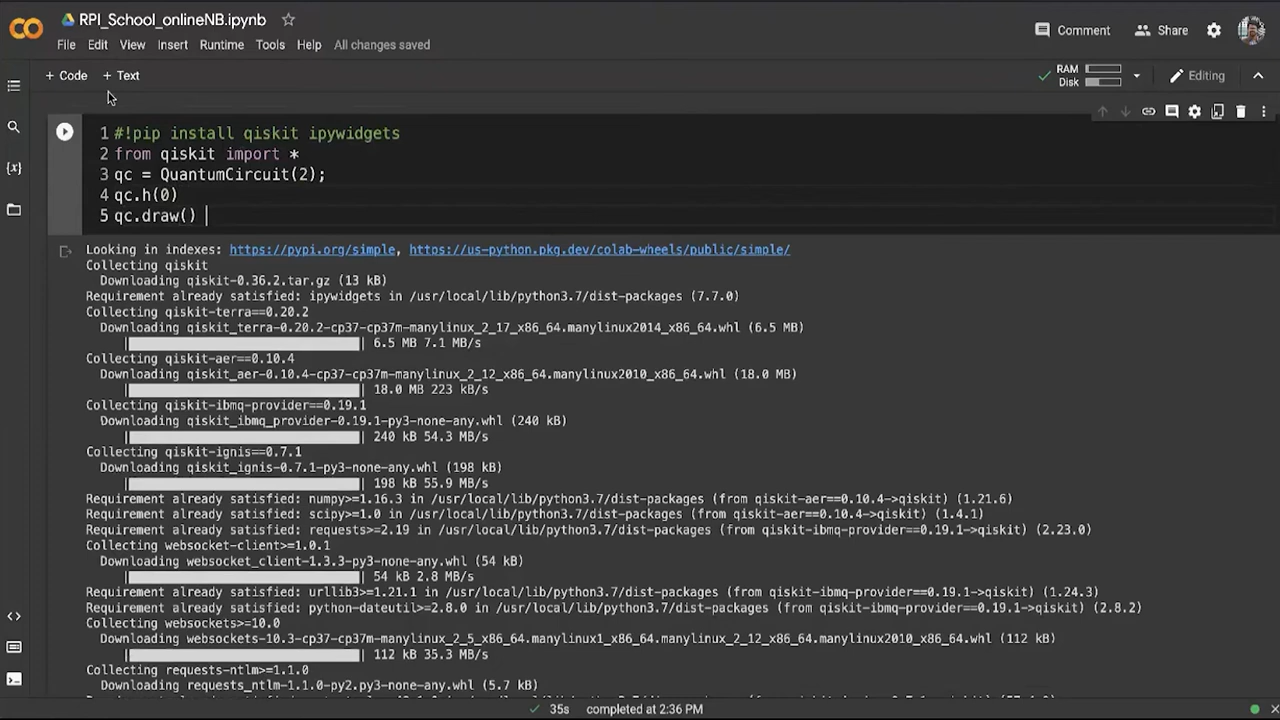 RPI_School_onlineNB.ipynb
File Edit View Insert Runtime Tools Help All changes saved
Comment Share
+ Code + Text
RAM
Disk
Editing
1 #!pip install qiskit ipywidgets
2 from qiskit import *
3 qc = QuantumCircuit(2);
4 qc.h(0)
5 qc.draw()
Looking in indexes: https://pypi.org/simple, https://us-python.pkg.dev/colab-wheels/public/simple/
Collecting qiskit
Downloading qiskit-0.36.2.tar.gz (13 kB)
Requirement already satisfied: ipywidgets in /usr/local/lib/python3.7/dist-packages (7.7.0)
Collecting qiskit-terra==0.20.2
Downloading qiskit_terra-0.20.2-cp37-cp37m-manylinux_2_17_x86_64.manylinux2014_x86_64.whl (6.5 MB)
6.5 MB 7.1 MB/s
Collecting qiskit-aer==0.10.4
Downloading qiskit_aer-0.10.4-cp37-cp37m-manylinux_2_12_x86_64.manylinux2010_x86_64.whl (18.0 MB)
18.0 MB 223 kB/s
Collecting qiskit-ibmq-provider==0.19.1
Downloading qiskit_ibmq_provider-0.19.1-py3-none-any.whl (240 kB)
240 kB 54.3 MB/s
Collecting qiskit-ignis==0.7.1
Downloading qiskit_ignis-0.7.1-py3-none-any.whl (198 kB)
198 kB 55.9 MB/s
Requirement already satisfied: numpy>=1.16.3 in /usr/local/lib/python3.7/dist-packages (from qiskit-aer==0.10.4->qiskit) (1.21.6)
Requirement already satisfied: scipy>=1.0 in /usr/local/lib/python3.7/dist-packages (from qiskit-aer==0.10.4->qiskit) (1.4.1)
Requirement already satisfied: requests>=2.19 in /usr/local/lib/python3.7/dist-packages (from qiskit-ibmq-provider==0.19.1->qiskit) (2.23.0)
Collecting websocket-client>=1.0.1
Downloading websocket_client-1.3.3-py3-none-any.whl (54 kB)
54 kB 2.8 MB/s
Requirement already satisfied: urllib3>=1.21.1 in /usr/local/lib/python3.7/dist-packages (from qiskit-ibmq-provider==0.19.1->qiskit) (1.24.3)
Requirement already satisfied: python-dateutil>=2.8.0 in /usr/local/lib/python3.7/dist-packages (from qiskit-ibmq-provider==0.19.1->qiskit) (2.8.2)
Collecting websockets>=10.0
Downloading websockets-10.3-cp37-cp37m-manylinux_2_5_x86_64.manylinux1_x86_64.manylinux_2_12_x86_64.manylinux2010_x86_64.whl (112 kB)
112 kB 35.3 MB/s
Collecting requests-ntlm>=1.1.0
Downloading requests_ntlm-1.1.0-py2.py3-none-any.whl (5.7 kB)
35s completed at 2:36 PM